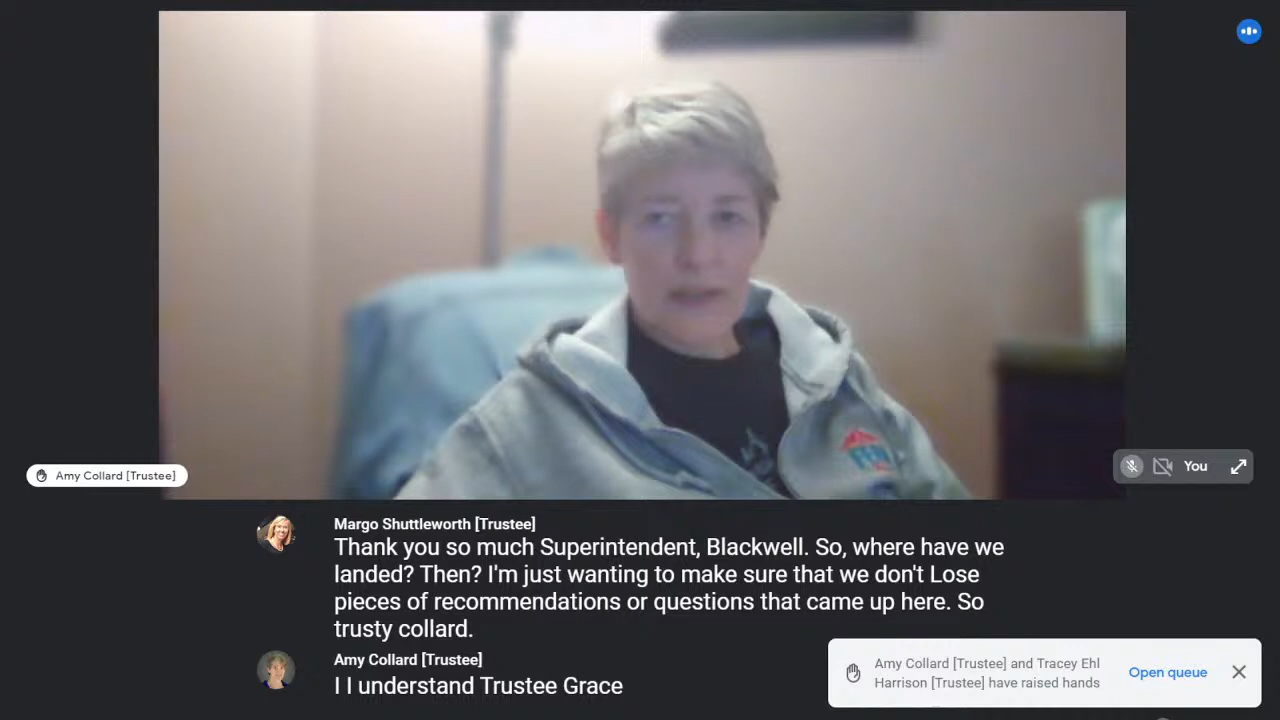 Amy Collard [Trustee]
You
Margo Shuttleworth [Trustee]
Thank you so much Superintendent, Blackwell. So, where have we
landed? Then? I'm just wanting to make sure that we don't Lose
pieces of recommendations or questions that came up here. So
trusty collard.
Amy Collard [Trustee]
I I understand Trustee Grace
Amy Collard [Trustee] and Tracey Ehl
Harrison [Trustee] have raised hands
Open queue